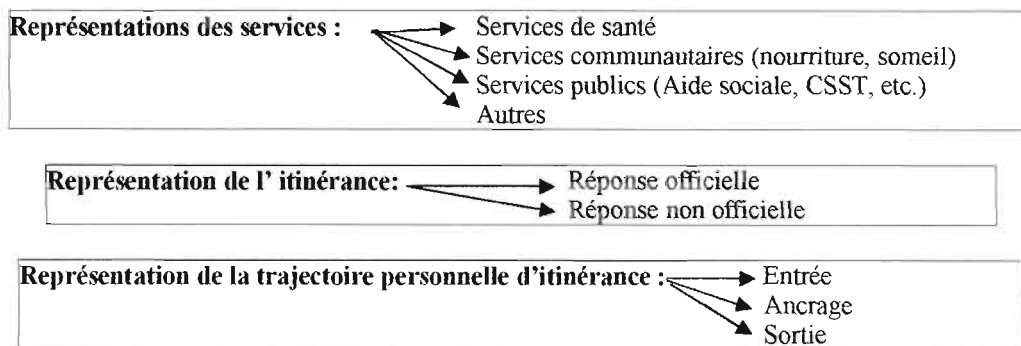 Représentations des services : Services de santé
Services communautaires (nourriture, someil)
Services publics (Aide sociale, CSST, etc.)
Autres
Représentation de l' itinérance: Réponse officielle
Réponse non officielle
Représentation de la trajectoire personnelle d'itinérance : Entrée
Ancrage
Sortie